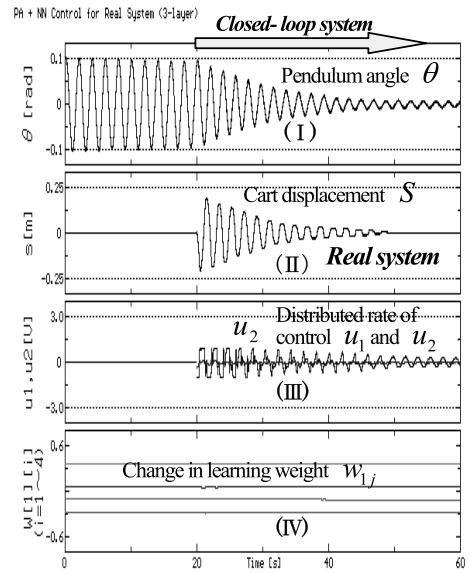 PA + NN Control for Real System (3-layer)
Closed- loop system
θ [rad]
0.1
0
-0.1
Pendulum angle θ
(Ⅰ)
s[m]
0.25
0
-0.25
Cart displacement S
(Ⅱ) Real system
u1,u2[V]
3.0
0
-3.0
u2
Distributed rate of
control u1 and u2
(Ⅲ)
W[1][i]
(i=1~4)
0.6
-0.6
Change in learning weight w1j
(Ⅳ)
0 20 40 60
Time [s]